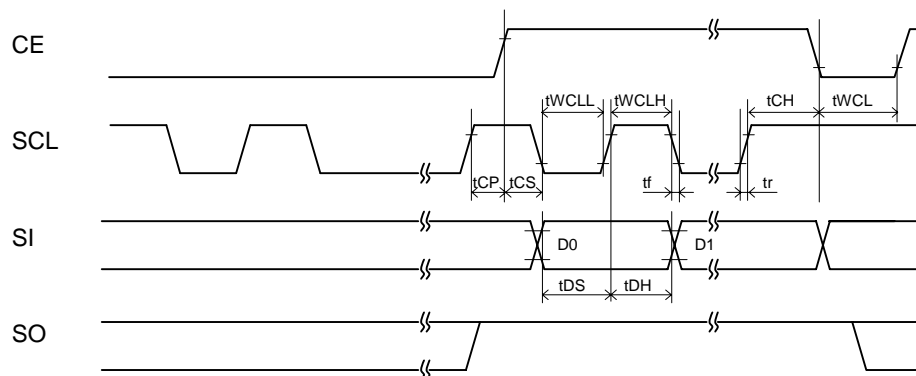 CE
tWCLL tWCLH tCH tWCL
SCL
tCP tCS tf tr
SI D0 D1
tDS tDH
SO